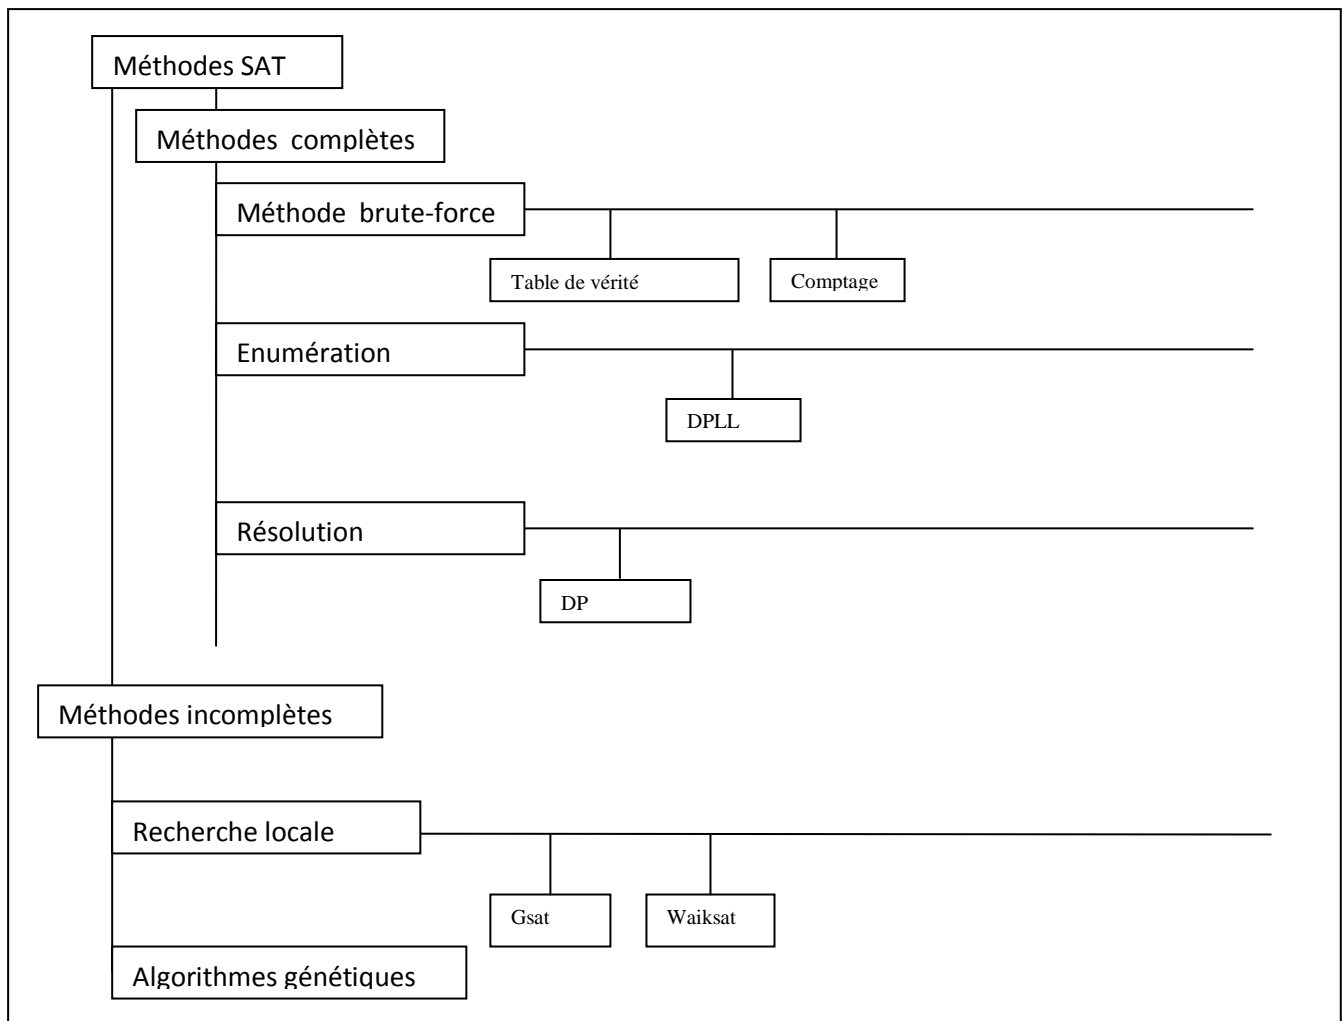 Méthodes SAT
Méthodes complètes
Méthode brute-force
Table de vérité
Comptage
Enumération
DPLL
Résolution
DP
Méthodes incomplètes
Recherche locale
Gsat
Waiksat
Algorithmes génétiques